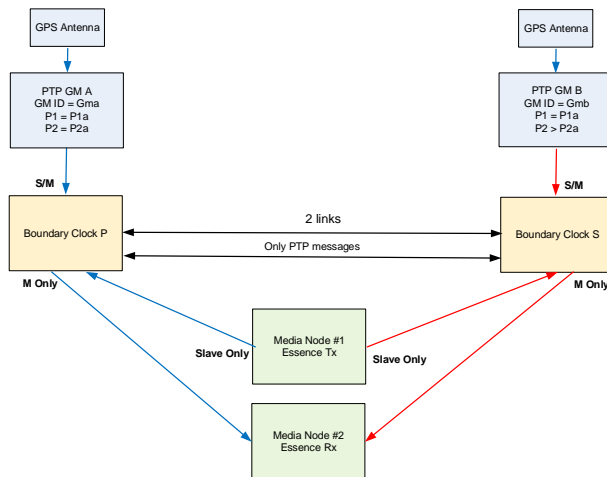 GPS Antenna
GPS Antenna
PTP GM A
GM ID = Gma
P1 = P1a
P2 = P2a
PTP GM B
GM ID = Gmb
P1 = P1a
P2 > P2a
S/M
S/M
Boundary Clock P
2 links
Only PTP messages
Boundary Clock S
M Only
M Only
Slave Only
Media Node #1
Essence Tx
Slave Only
Media Node #2
Essence Rx